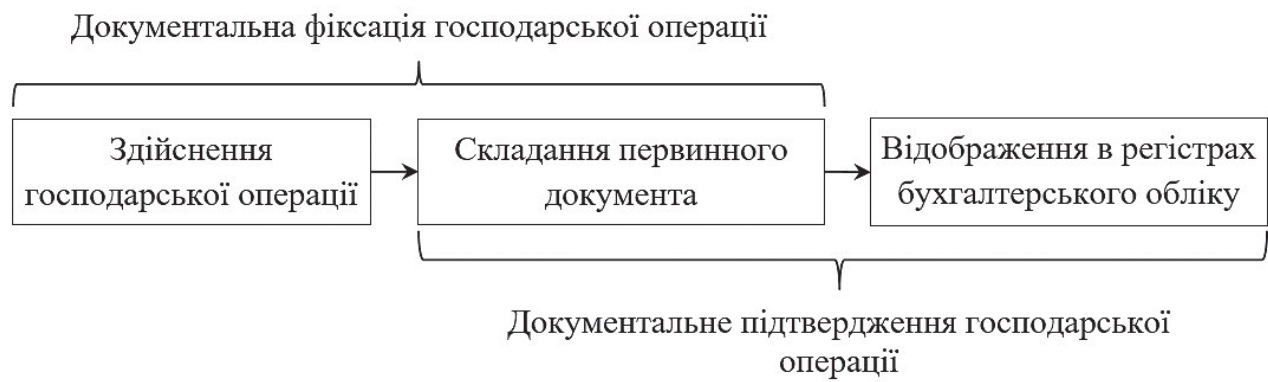 Документальна фіксація господарської операції
Здійснення
господарської операції
Складання первинного
документа
Відображення в регістрах
бухгалтерського обліку
Документальне підтвердження господарської
операції